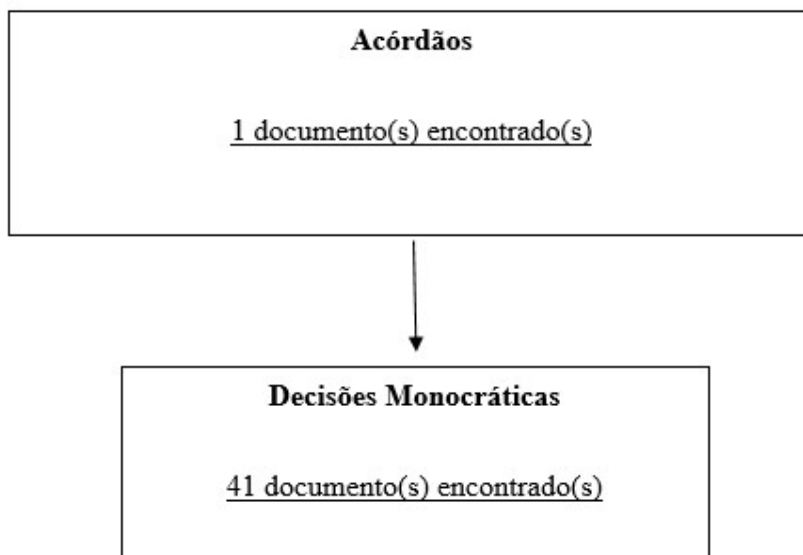 Acórdãos
1 documento(s) encontrado(s)
Decisões Monocráticas
41 documento(s) encontrado(s)